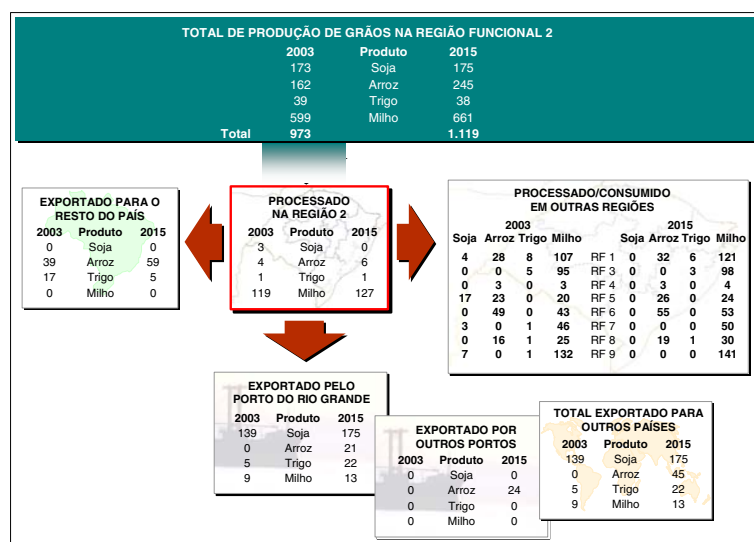 TOTAL DE PRODUÇÃO DE GRÃOS NA REGIÃO FUNCIONAL 2
2003 Produto 2015
173 Soja 175
162 Arroz 245
39 Trigo 38
599 Milho 661
Total 973 1.119
EXPORTADO PARA O
RESTO DO PAÍS
2003 Produto 2015
0 Soja 0
39 Arroz 59
17 Trigo 5
0 Milho 0
PROCESSADO
NA REGIÃO 2
2003 Produto 2015
3 Soja 0
4 Arroz 6
1 Trigo 1
119 Milho 127
PROCESSADO/CONSUMIDO
EM OUTRAS REGIÕES
2003 2015
Soja Arroz Trigo Milho Soja Arroz Trigo Milho
4 28 8 107 RF 1 0 32 6 121
0 0 5 95 RF 3 0 0 3 98
0 3 0 3 RF 4 0 3 0 4
17 23 0 20 RF 5 0 26 0 24
0 49 0 43 RF 6 0 55 0 53
3 0 1 46 RF 7 0 0 0 50
0 16 1 25 RF 8 0 19 1 30
7 0 1 132 RF 9 0 0 0 141
EXPORTADO PELO
PORTO DO RIO GRANDE
2003 Produto 2015
139 Soja 175
0 Arroz 21
5 Trigo 22
9 Milho 13
EXPORTADO POR
OUTROS PORTOS
2003 Produto 2015
0 Soja 0
0 Arroz 24
0 Trigo 0
0 Milho 0
TOTAL EXPORTADO PARA
OUTROS PAÍSES
2003 Produto 2015
139 Soja 175
0 Arroz 45
5 Trigo 22
9 Milho 13